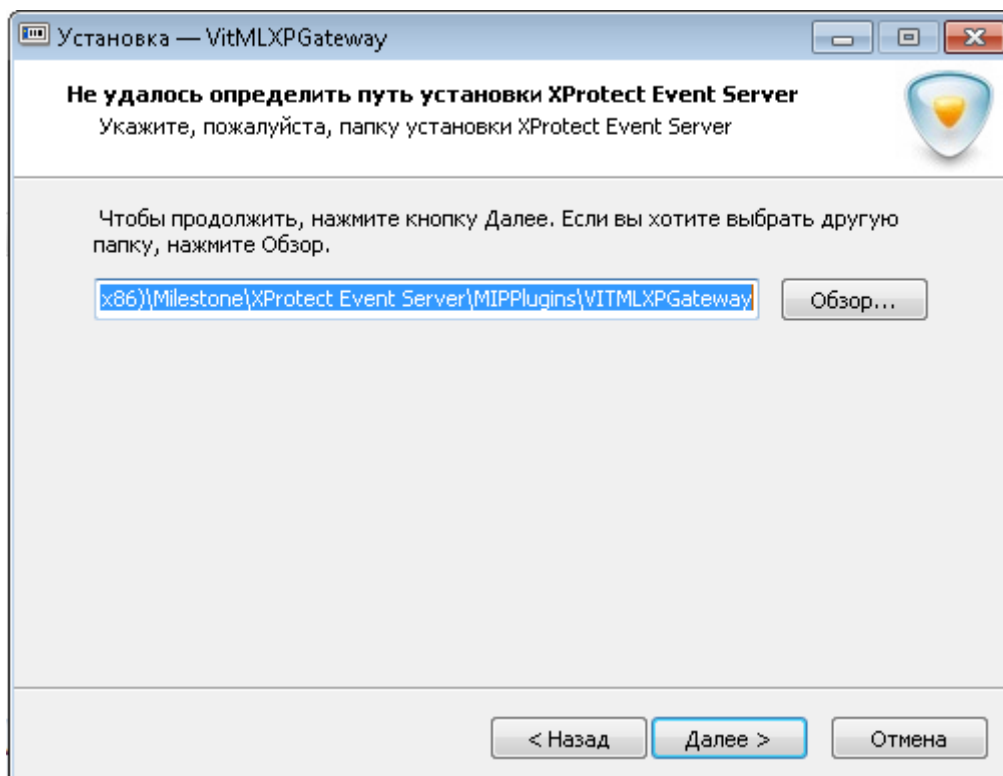 Установка — VitMLXPGateway
Не удалось определить путь установки XProtect Event Server
Укажите, пожалуйста, папку установки XProtect Event Server
Чтобы продолжить, нажмите кнопку Далее. Если вы хотите выбрать другую
папку, нажмите Обзор.
x86)\Milestone\XProtect Event Server\MIPPlugins\VITMLXPGateway
Обзор...
< Назад
Далее >
Отмена